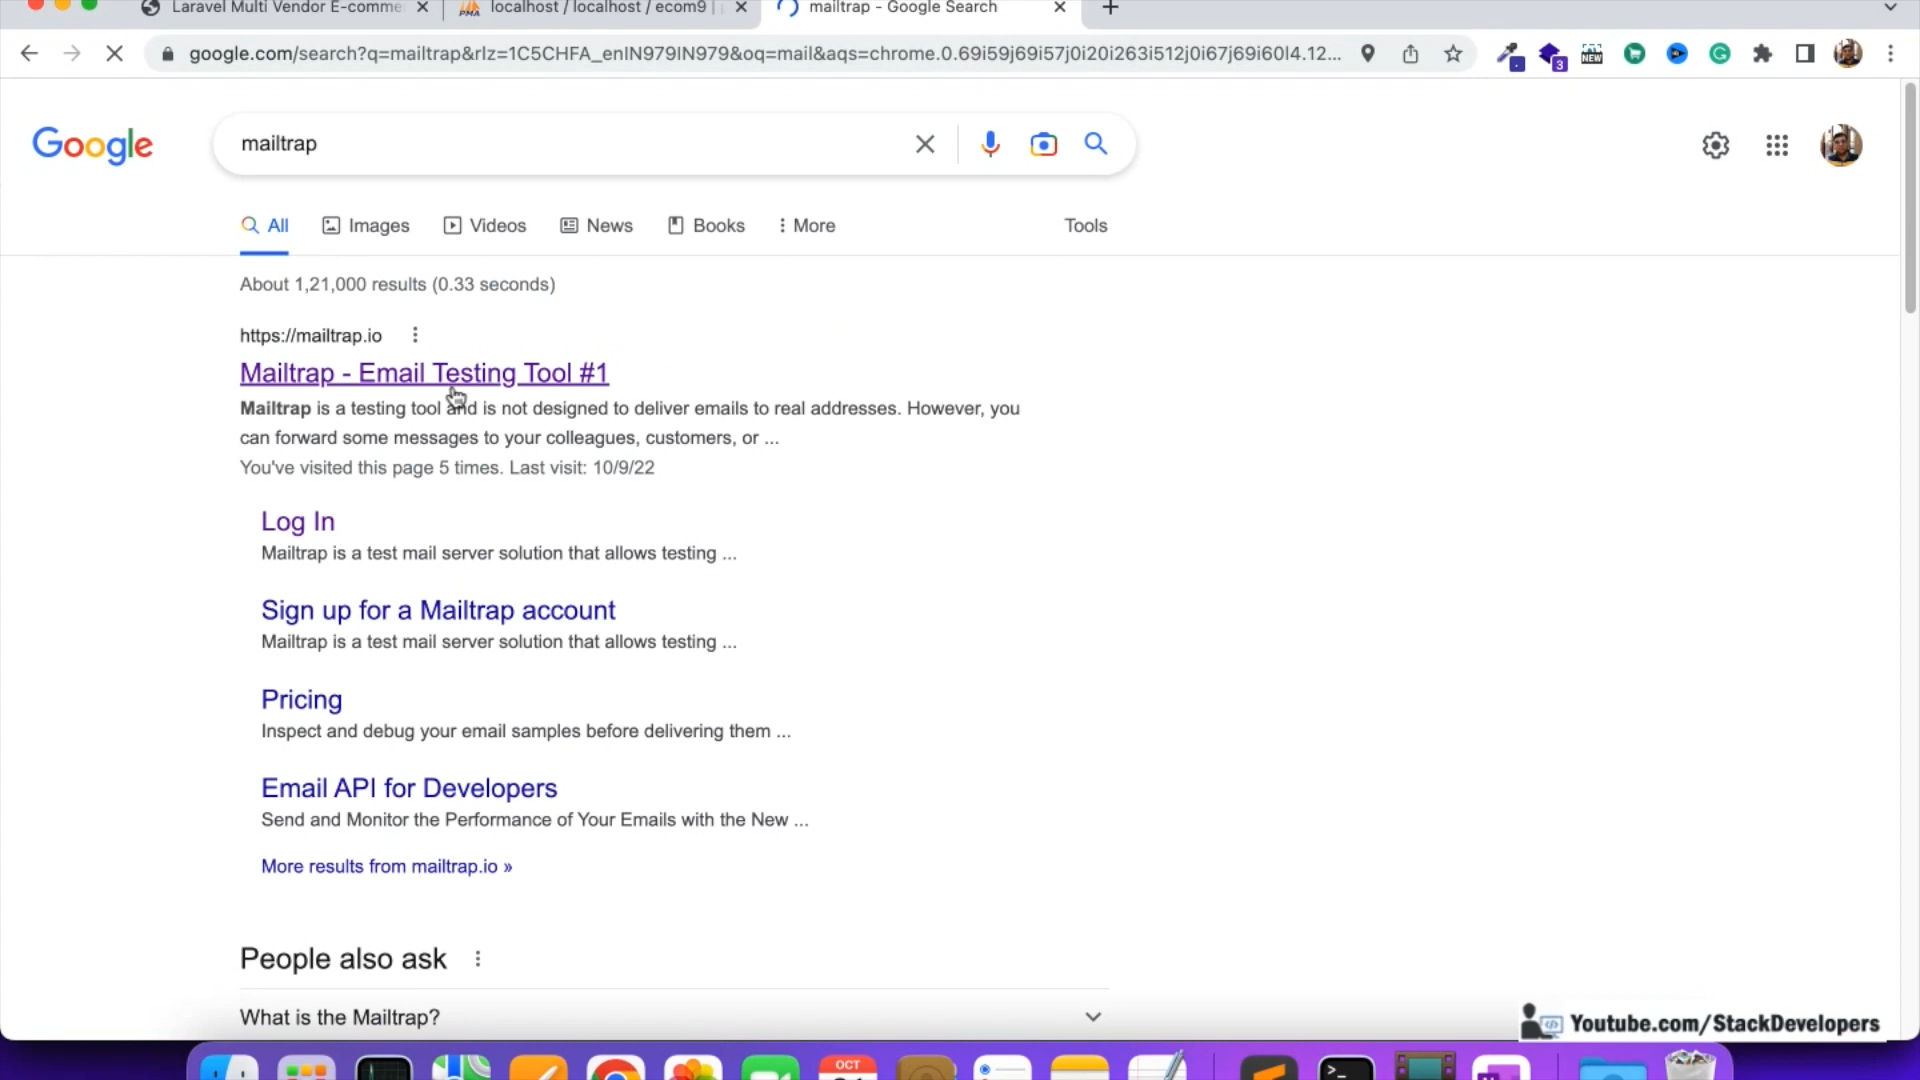 Laravel Multi Vendor E-comme
localhost / localhost / ecom9 |
mailtrap - Google Search
google.com/search?q=mailtrap&rlz=1C5CHFA_enIN979IN979&oq=mail&aqs=chrome.0.69i59j69i57j0i20i263i512j0i67j69i60l4.12...
NEW
3
Google
mailtrap
All
Images
Videos
News
Books
More
Tools
About 1,21,000 results (0.33 seconds)
https://mailtrap.io
Mailtrap - Email Testing Tool #1
Mailtrap is a testing tool and is not designed to deliver emails to real addresses. However, you
can forward some messages to your colleagues, customers, or ...
You've visited this page 5 times. Last visit: 10/9/22
Log In
Mailtrap is a test mail server solution that allows testing ...
Sign up for a Mailtrap account
Mailtrap is a test mail server solution that allows testing ...
Pricing
Inspect and debug your email samples before delivering them ...
Email API for Developers
Send and Monitor the Performance of Your Emails with the New ...
More results from mailtrap.io »
People also ask
What is the Mailtrap?
Youtube.com/StackDevelopers
OCT